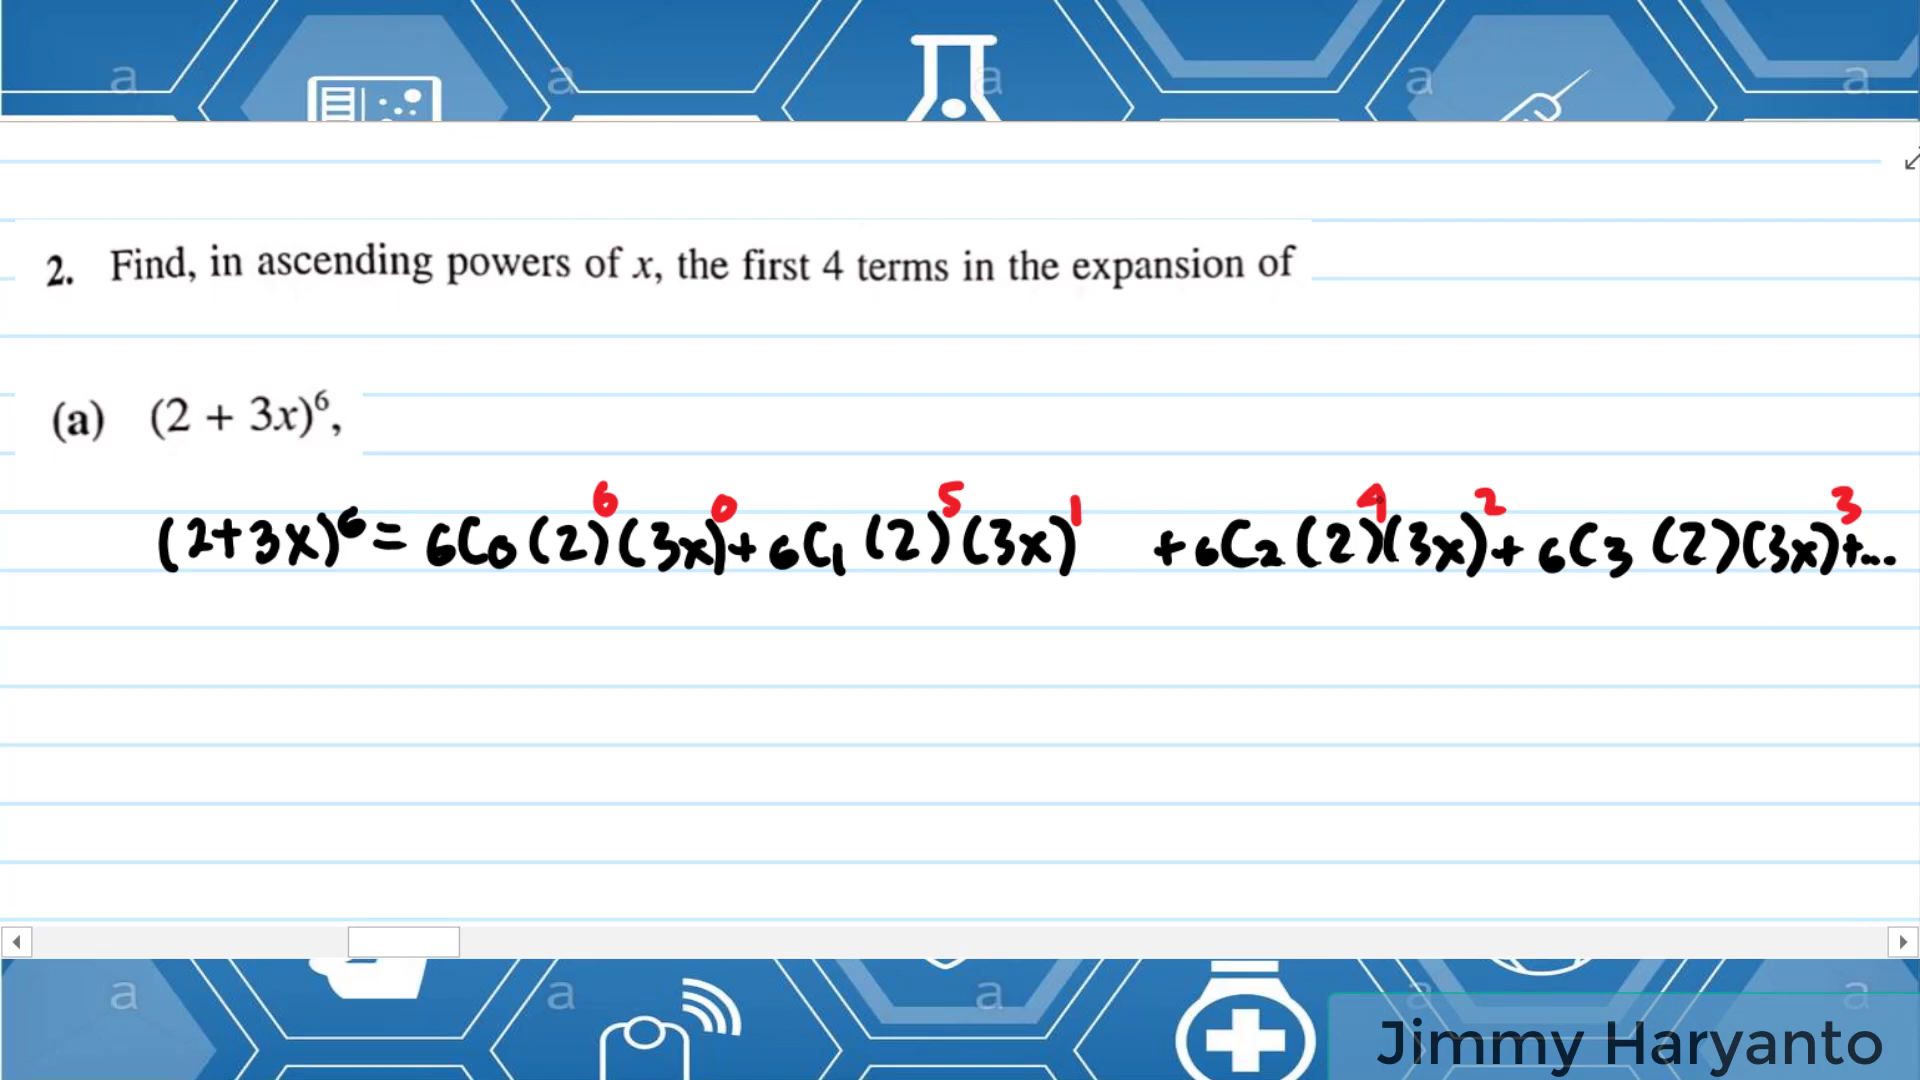 2. Find, in ascending powers of x, the first 4 terms in the expansion of
(a) (2 + 3x)⁶,
(2+3x)⁶ = 6C₀ (2)⁶(3x)⁰ + 6C₁ (2)⁵(3x)¹ + 6C₂ (2)⁴(3x)² + 6C₃ (2)(3x)³ + ...
Jimmy Haryanto